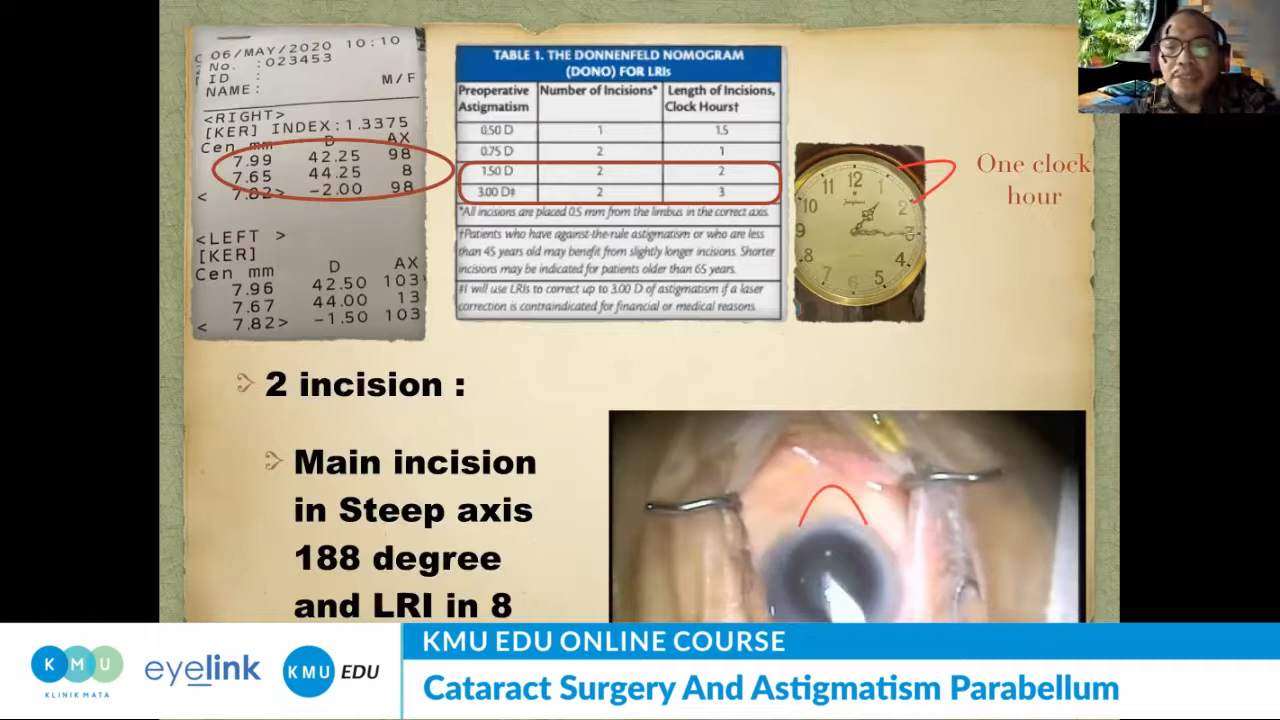 06/MAY/2020 10:10
No. :023453
ID :
NAME: M/F
<RIGHT>
[KER] INDEX:1.3375
Cen mm D AX
7.99 42.25 98
7.65 44.25 8
< 7.82> -2.00 98
<LEFT >
[KER]
Cen mm D AX
7.96 42.50 103
7.67 44.00 13
< 7.82> -1.50 103
TABLE 1. THE DONNENFELD NOMOGRAM
(DONO) FOR LRIs
Preoperative Astigmatism Number of Incisions* Length of Incisions, Clock Hours†
0.50 D 1 1.5
0.75 D 2 1
1.50 D 2 2
3.00 D‡ 2 3
*All incisions are placed 0.5 mm from the limbus in the correct axis.
†Patients who have against-the-rule astigmatism or who are less
than 45 years old may benefit from slightly longer incisions. Shorter
incisions may be indicated for patients older than 65 years.
‡I will use LRIs to correct up to 3.00 D of astigmatism if a laser
correction is contraindicated for financial or medical reasons.
12
11 1
10 2
9 3
8 4
7 5
6
One clock
hour
2 incision :
Main incision
in Steep axis
188 degree
and LRI in 8
KMU
KLINIK MATA
eyelink
KMU EDU
KMU EDU ONLINE COURSE
Cataract Surgery And Astigmatism Parabellum